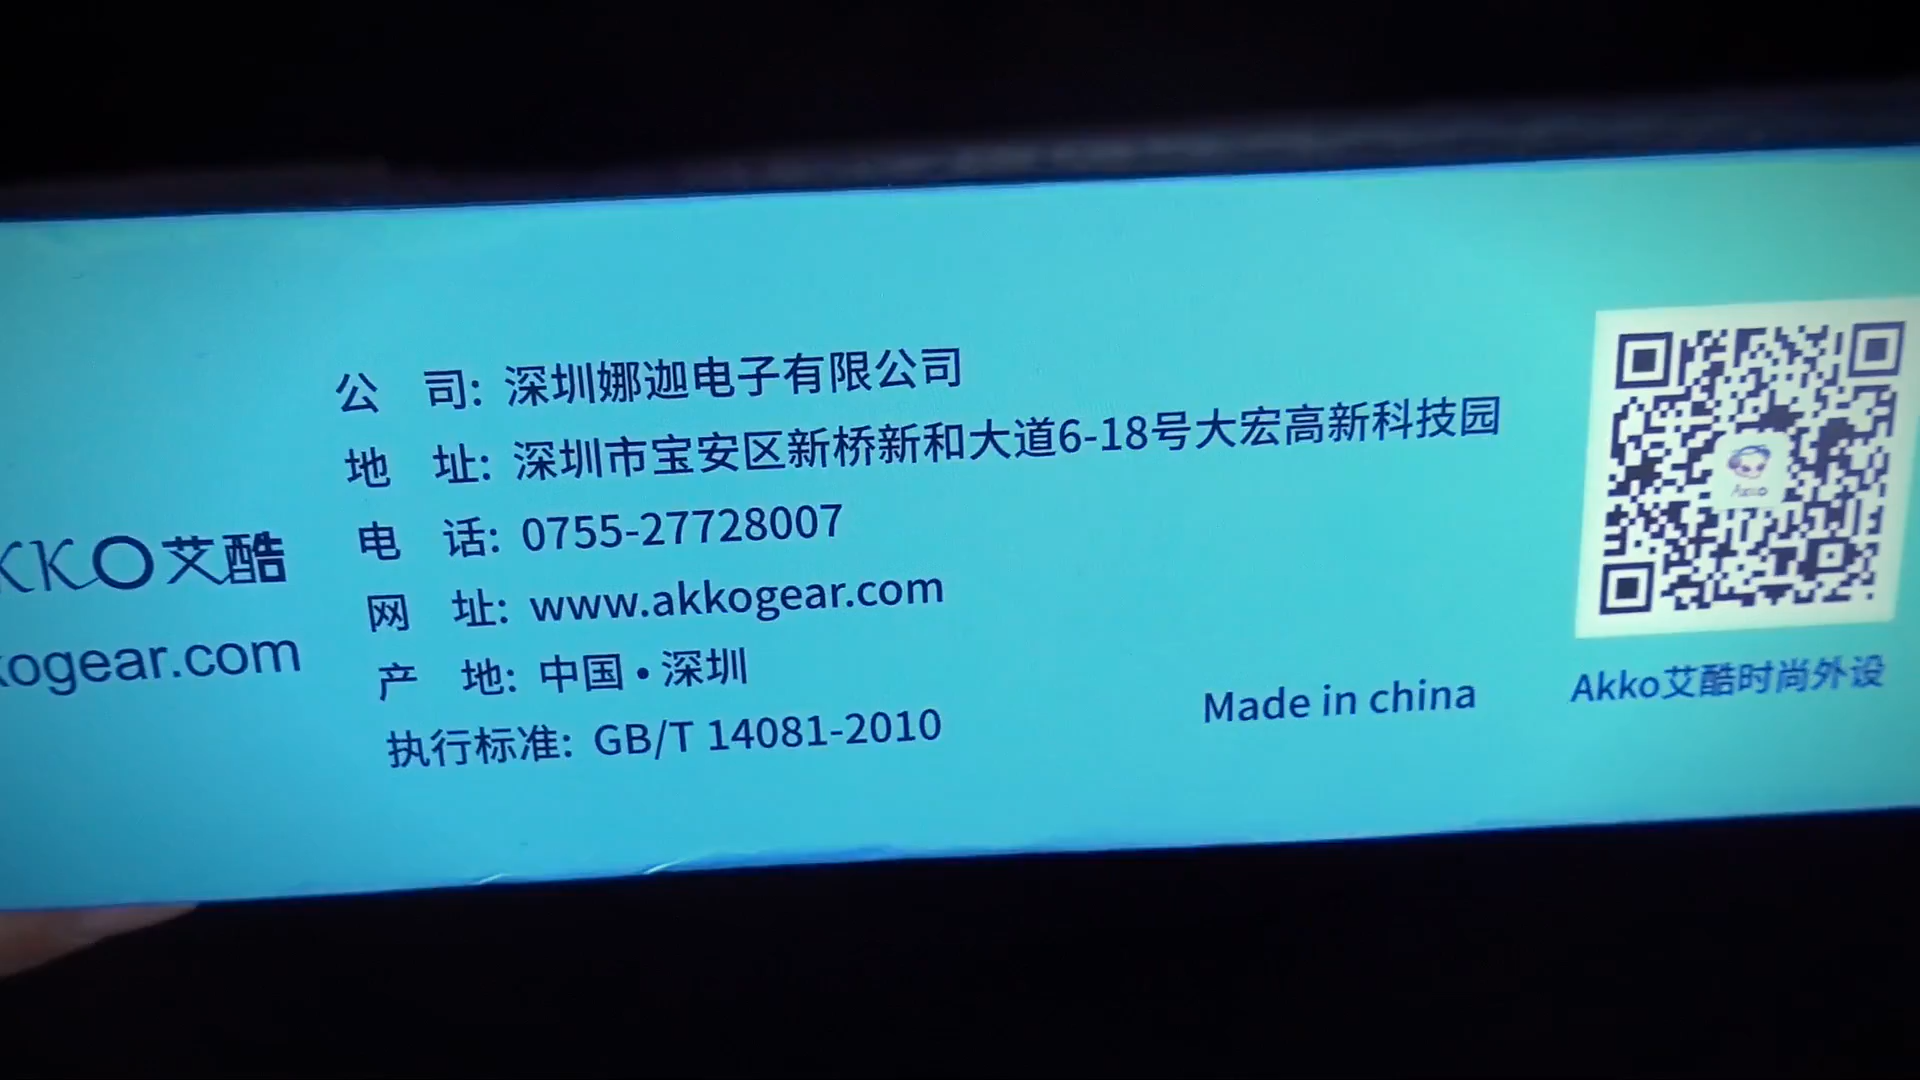 KKO艾酷
kogear.com
公 司: 深圳娜迦电子有限公司
地 址: 深圳市宝安区新桥新和大道6-18号大宏高新科技园
电 话: 0755-27728007
网 址: www.akkogear.com
产 地: 中国·深圳
执行标准: GB/T 14081-2010
Made in china
Akko
Akko艾酷时尚外设